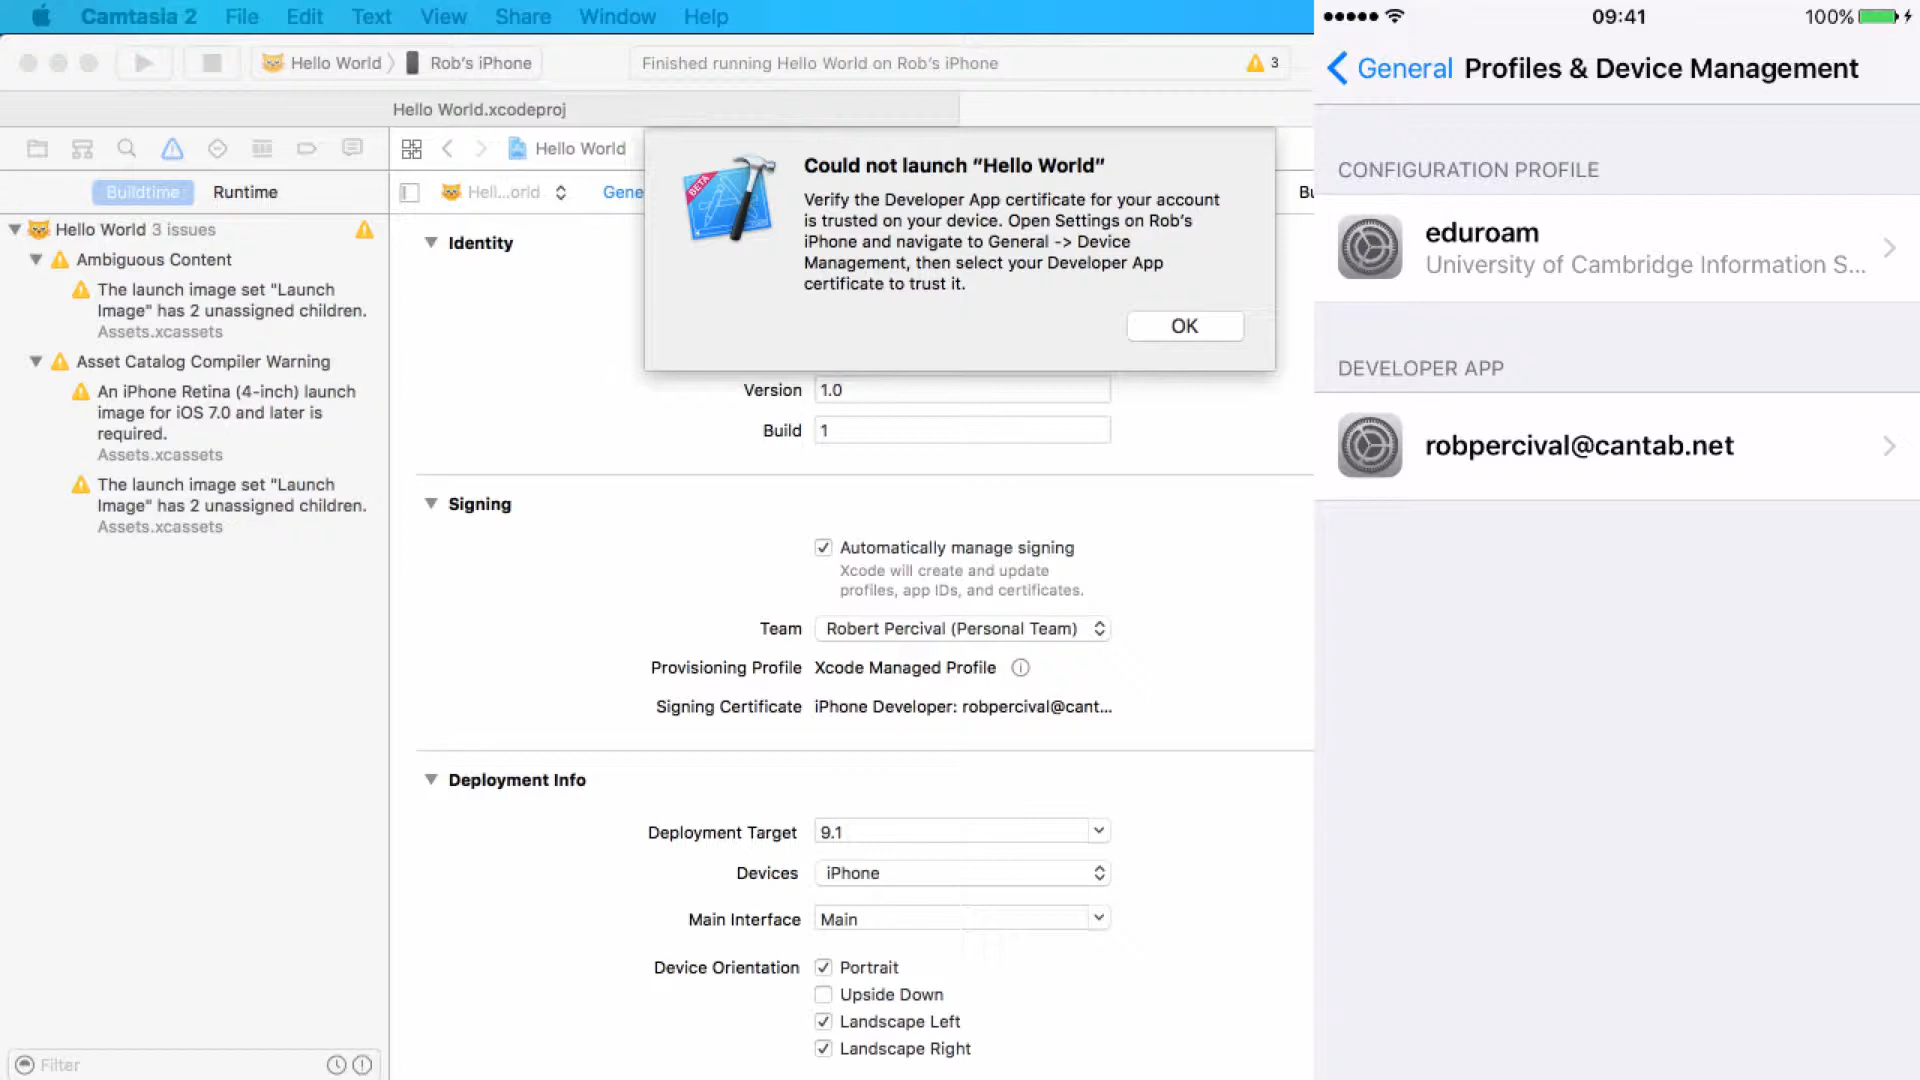 Camtasia 2 File Edit Text View Share Window Help
Hello World Rob's iPhone
Finished running Hello World on Rob's iPhone
3
Hello World.xcodeproj
Hello World
Buildtime Runtime
Hell...orld
Gene
Bu
Hello World 3 issues
Ambiguous Content
The launch image set "Launch
Image" has 2 unassigned children.
Assets.xcassets
Asset Catalog Compiler Warning
An iPhone Retina (4-inch) launch
image for iOS 7.0 and later is
required.
Assets.xcassets
The launch image set "Launch
Image" has 2 unassigned children.
Assets.xcassets
Filter
BETA
Could not launch “Hello World”
Verify the Developer App certificate for your account
is trusted on your device. Open Settings on Rob's
iPhone and navigate to General -> Device
Management, then select your Developer App
certificate to trust it.
OK
Identity
Version 1.0
Build 1
Signing
Automatically manage signing
Xcode will create and update
profiles, app IDs, and certificates.
Team Robert Percival (Personal Team)
Provisioning Profile Xcode Managed Profile
Signing Certificate iPhone Developer: robpercival@cant...
Deployment Info
Deployment Target 9.1
Devices iPhone
Main Interface Main
Device Orientation Portrait
Upside Down
Landscape Left
Landscape Right
09:41
100%
General Profiles & Device Management
CONFIGURATION PROFILE
eduroam
University of Cambridge Information S...
DEVELOPER APP
robpercival@cantab.net